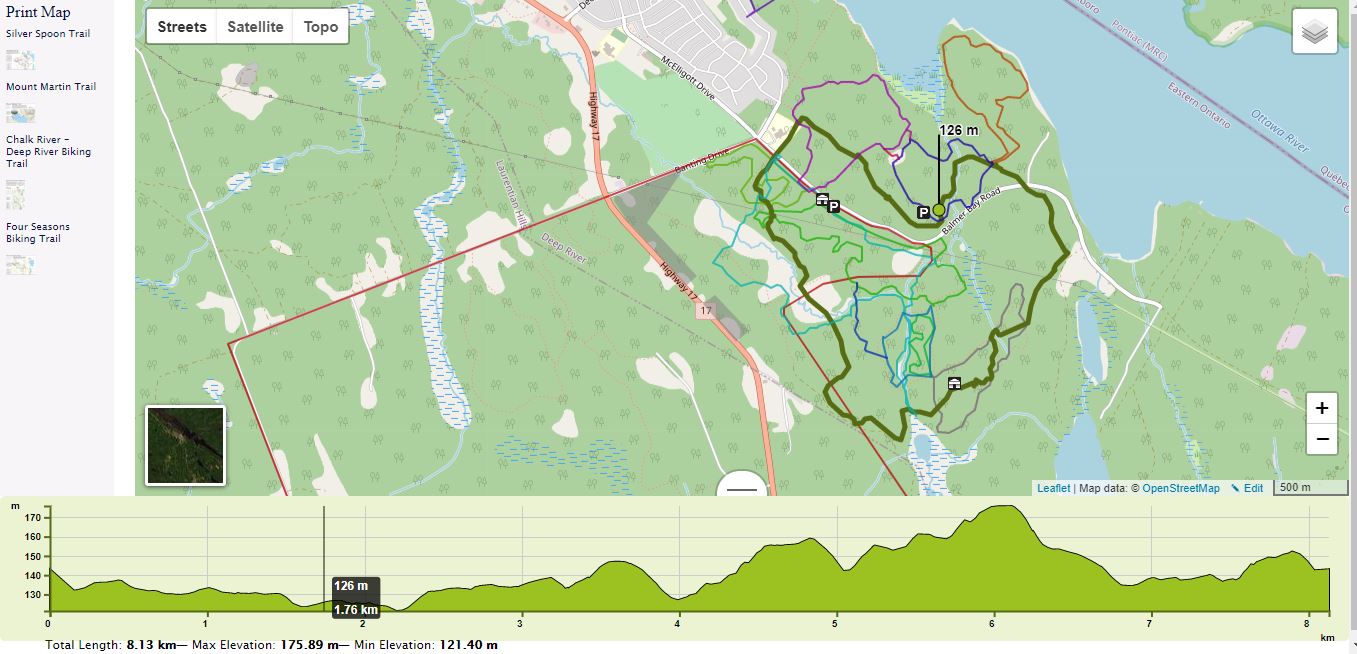 Print Map
Silver Spoon Trail
Mount Martin Trail
Chalk River –
Deep River Biking
Trail
Four Seasons
Biking Trail
Streets
Satellite
Topo
McElligott Drive
Highway 17
Banting Drive
Laurentian Hills
Deep River
Highway 17
17
126 m
P
P
Balmer Bay Road
Pontiac (MRC)
Eastern Ontario
Ottawa River
+
−
Leaflet | Map data: © OpenStreetMap Edit
500 m
m
170
160
150
140
130
126 m
1.76 km
0 1 2 3 4 5 6 7 8
km
Total Length: 8.13 km— Max Elevation: 175.89 m— Min Elevation: 121.40 m